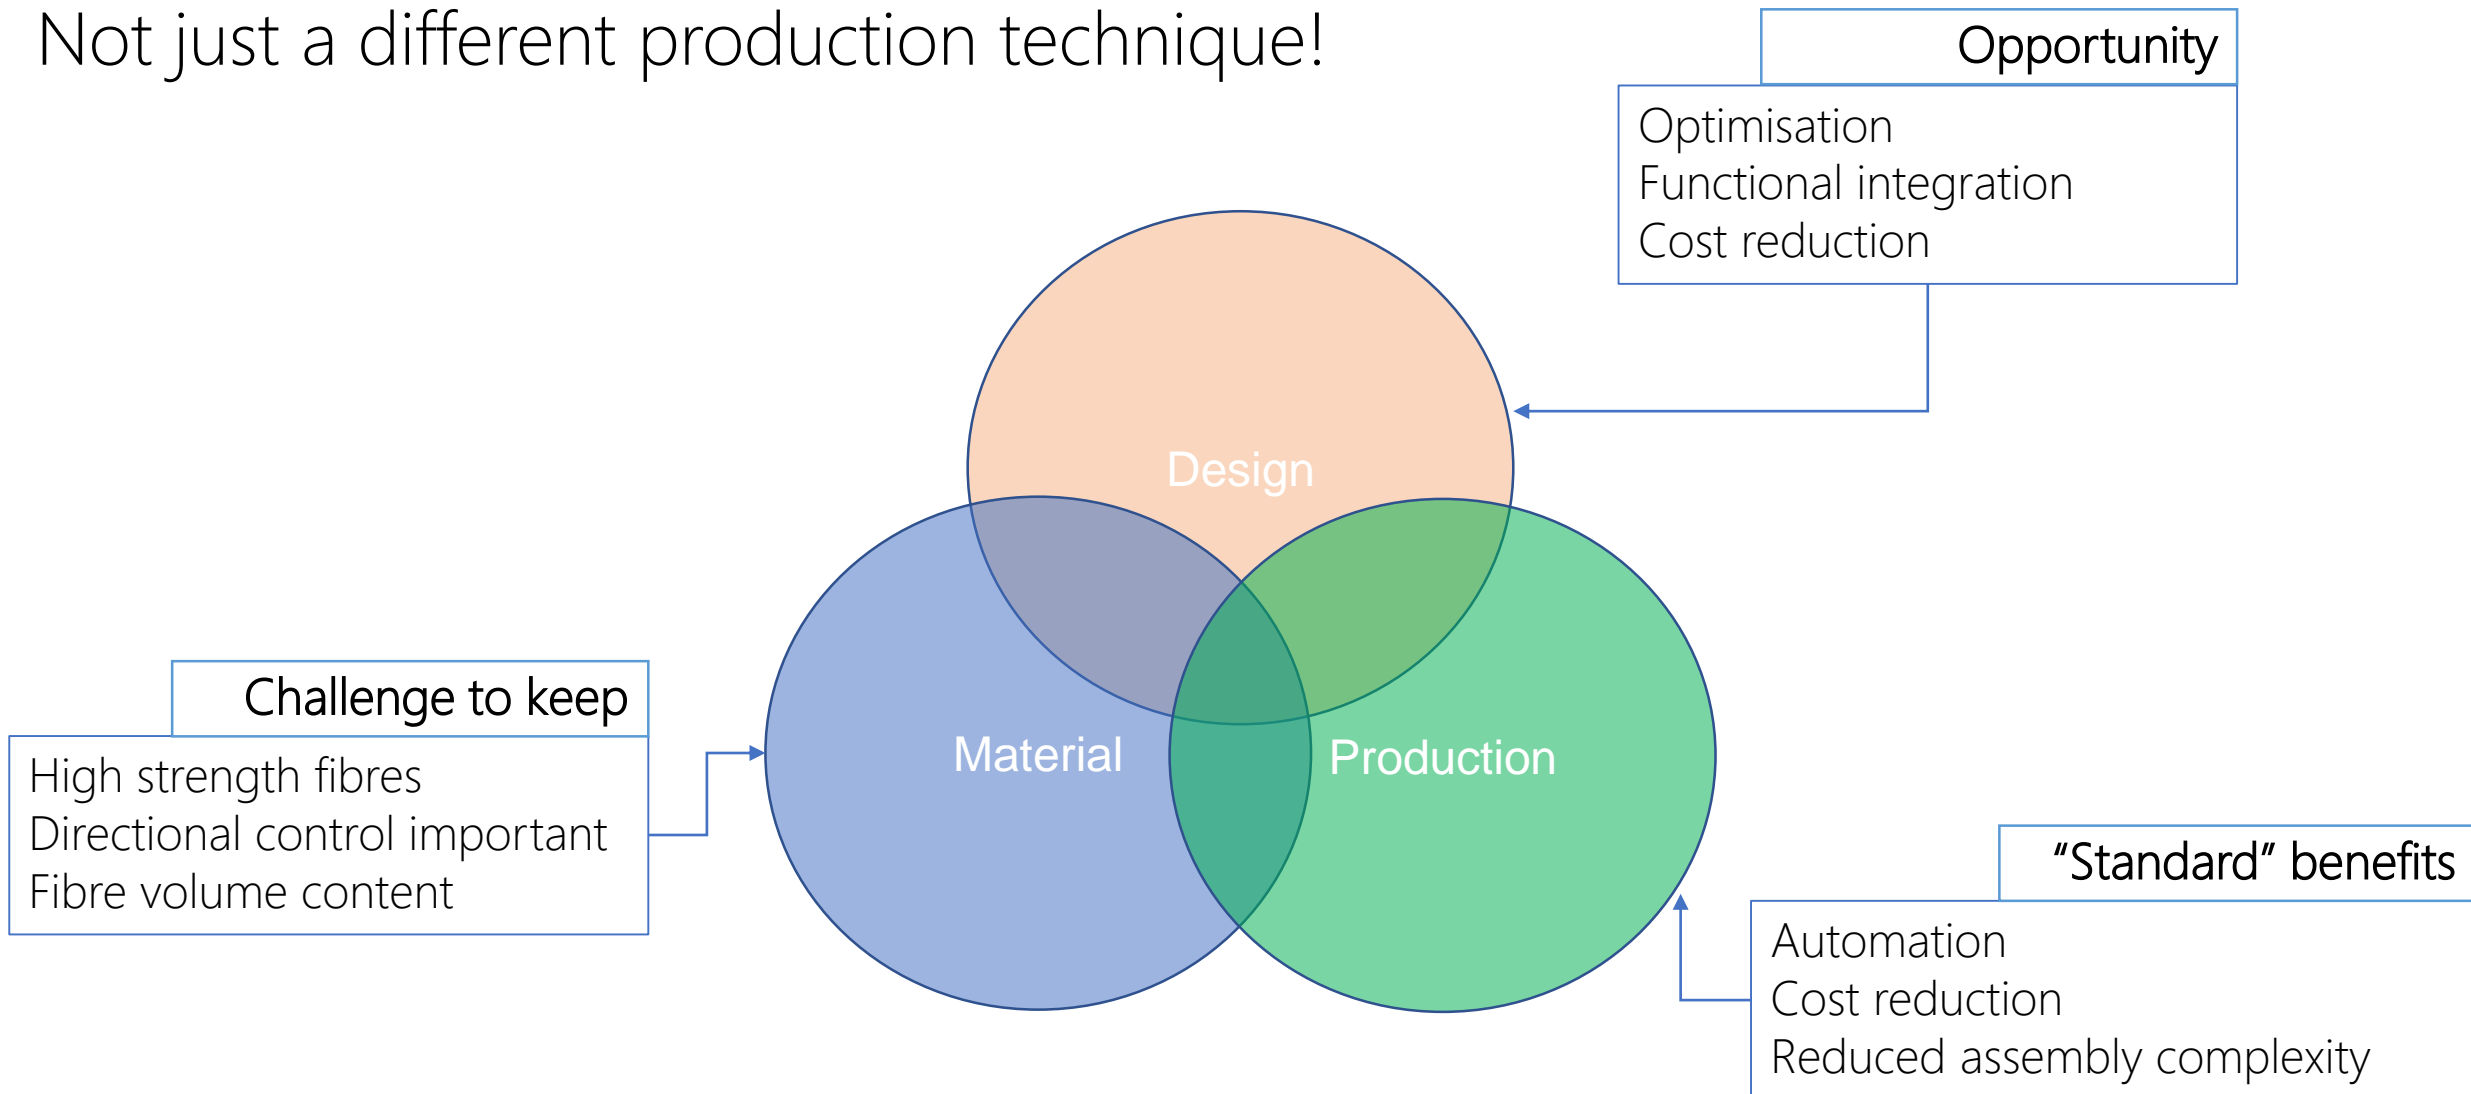 Not just a different production technique!
Opportunity
Optimisation
Functional integration
Cost reduction
Design
Challenge to keep
High strength fibres
Directional control important
Fibre volume content
Material
Production
“Standard” benefits
Automation
Cost reduction
Reduced assembly complexity